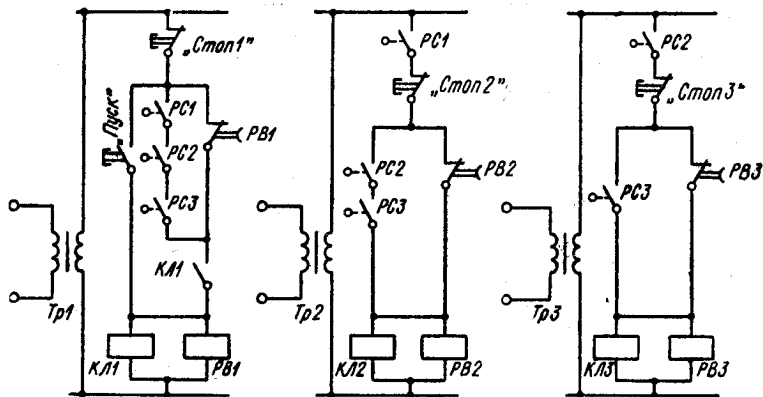 „Стоп1"
„Пуск"
РС1
РС2
РС3
РВ1
КЛ1
Тр1
КЛ1
РВ1
РС1
„Стоп2"
РС2
РС3
РВ2
Тр2
КЛ2
РВ2
РС2
„Стоп3"
РС3
РВ3
Тр3
КЛ3
РВ3